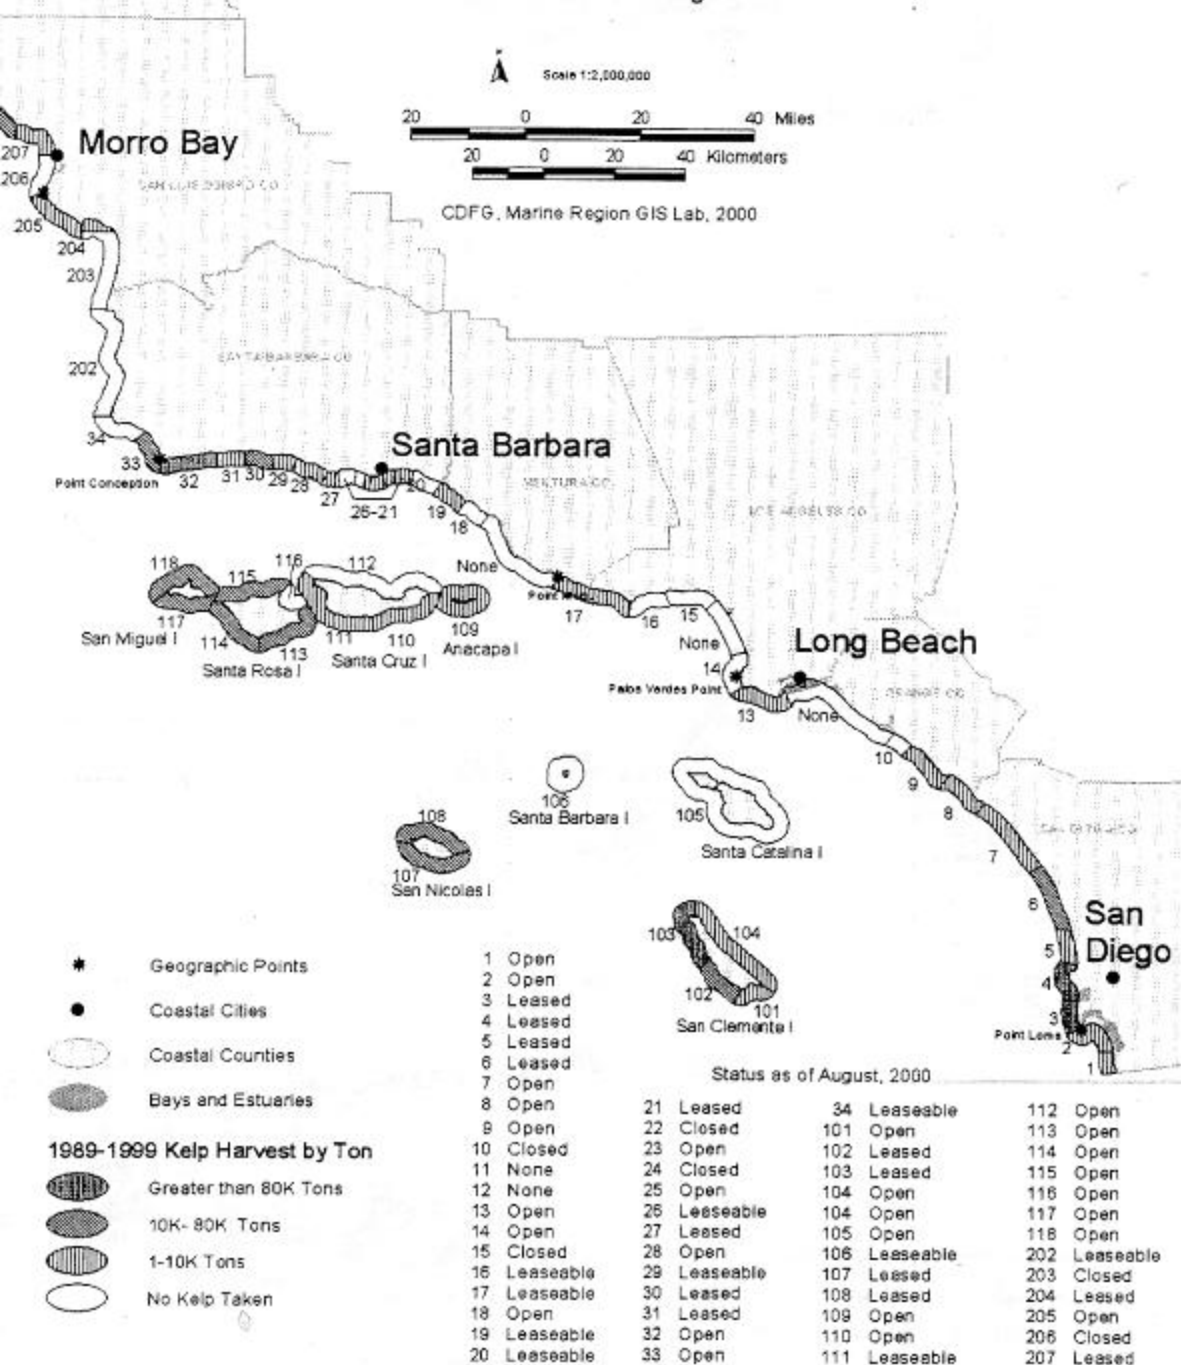 Scale 1:2,000,000
20 0 20 40 Miles
20 0 20 40 Kilometers
CDFG, Marine Region GIS Lab, 2000
Morro Bay
207
206
SAN LUIS OBISPO CO
205
204
203
SANTA BARBARA CO
202
34
33
Point Conception
32
31
30
29
28
27
26-21
Santa Barbara
20
19
18
VENTURA CO
LOS ANGELES CO
None
Point
17
16
15
None
14
Palos Verdes Point
13
Long Beach
None
ORANGE CO
10
9
8
7
6
5
4
3
2
1
San
Diego
Point Loma
118
117
San Miguel I
116
115
114
113
Santa Rosa I
112
111
110
Santa Cruz I
109
Anacapa I
106
Santa Barbara I
105
Santa Catalina I
108
107
San Nicolas I
103
104
102
101
San Clemente I
Geographic Points
Coastal Cities
Coastal Counties
Bays and Estuaries
1989-1999 Kelp Harvest by Ton
Greater than 80K Tons
10K- 80K Tons
1-10K Tons
No Kelp Taken
Status as of August, 2000
1 Open
2 Open
3 Leased
4 Leased
5 Leased
6 Leased
7 Open
8 Open
9 Open
10 Closed
11 None
12 None
13 Open
14 Open
15 Closed
16 Leaseable
17 Leaseable
18 Open
19 Leaseable
20 Leaseable
21 Leased
22 Closed
23 Open
24 Closed
25 Open
26 Leaseable
27 Leased
28 Open
29 Leaseable
30 Leased
31 Leased
32 Open
33 Open
34 Leaseable
101 Open
102 Leased
103 Leased
104 Open
104 Open
105 Open
106 Leaseable
107 Leased
108 Leased
109 Open
110 Open
111 Leaseable
112 Open
113 Open
114 Open
115 Open
116 Open
117 Open
118 Open
202 Leaseable
203 Closed
204 Leased
205 Open
206 Closed
207 Leased